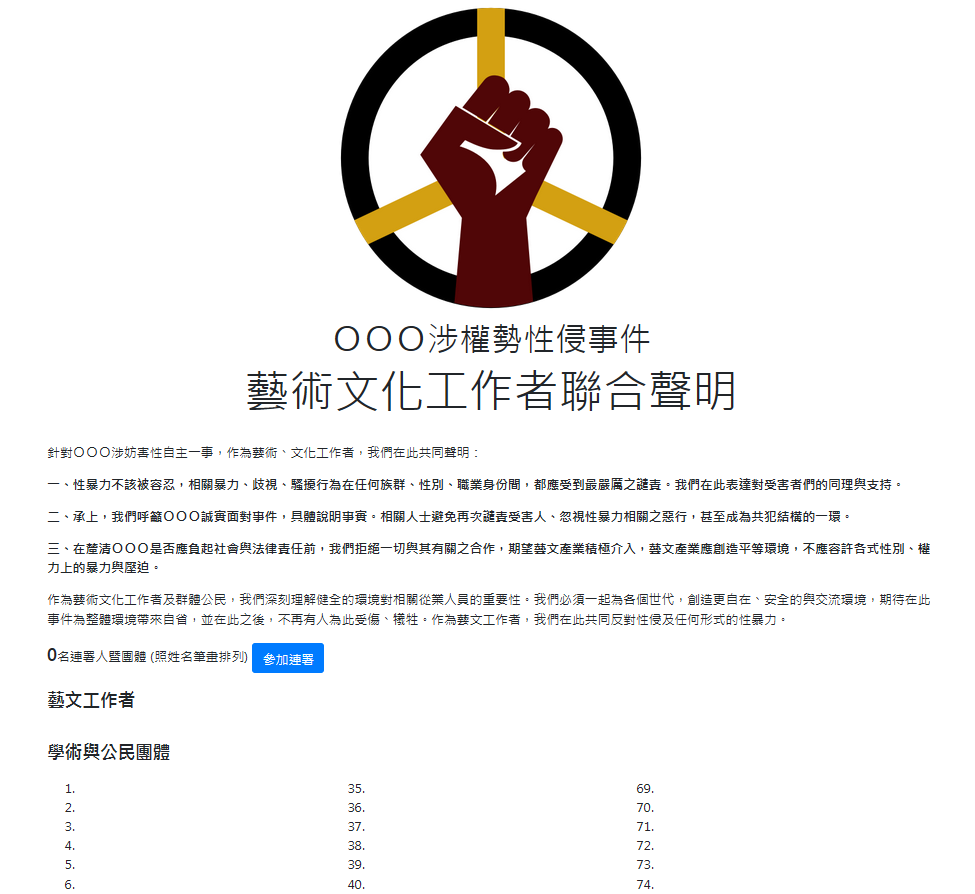 ＯＯＯ涉權勢性侵事件
藝術文化工作者聯合聲明
針對ＯＯＯ涉妨害性自主一事，作為藝術、文化工作者，我們在此共同聲明：
一、性暴力不該被容忍，相關暴力、歧視、騷擾行為在任何族群、性別、職業身份間，都應受到最嚴厲之譴責。我們在此表達對受害者們的同理與支持。
二、承上，我們呼籲ＯＯＯ誠實面對事件，具體說明事實。相關人士避免再次譴責受害人、忽視性暴力相關之惡行，甚至成為共犯結構的一環。
三、在釐清ＯＯＯ是否應負起社會與法律責任前，我們拒絕一切與其有關之合作，期望藝文產業積極介入，藝文產業應創造平等環境，不應容許各式性別、權
力上的暴力與壓迫。
作為藝術文化工作者及群體公民，我們深刻理解健全的環境對相關從業人員的重要性。我們必須一起為各個世代，創造更自在、安全的與交流環境，期待在此
事件為整體環境帶來自省，並在此之後，不再有人為此受傷、犧牲。作為藝文工作者，我們在此共同反對性侵及任何形式的性暴力。
0名連署人暨團體 (照姓名筆畫排列) 參加連署
藝文工作者
學術與公民團體
1. 35. 69.
2. 36. 70.
3. 37. 71.
4. 38. 72.
5. 39. 73.
6. 40. 74.